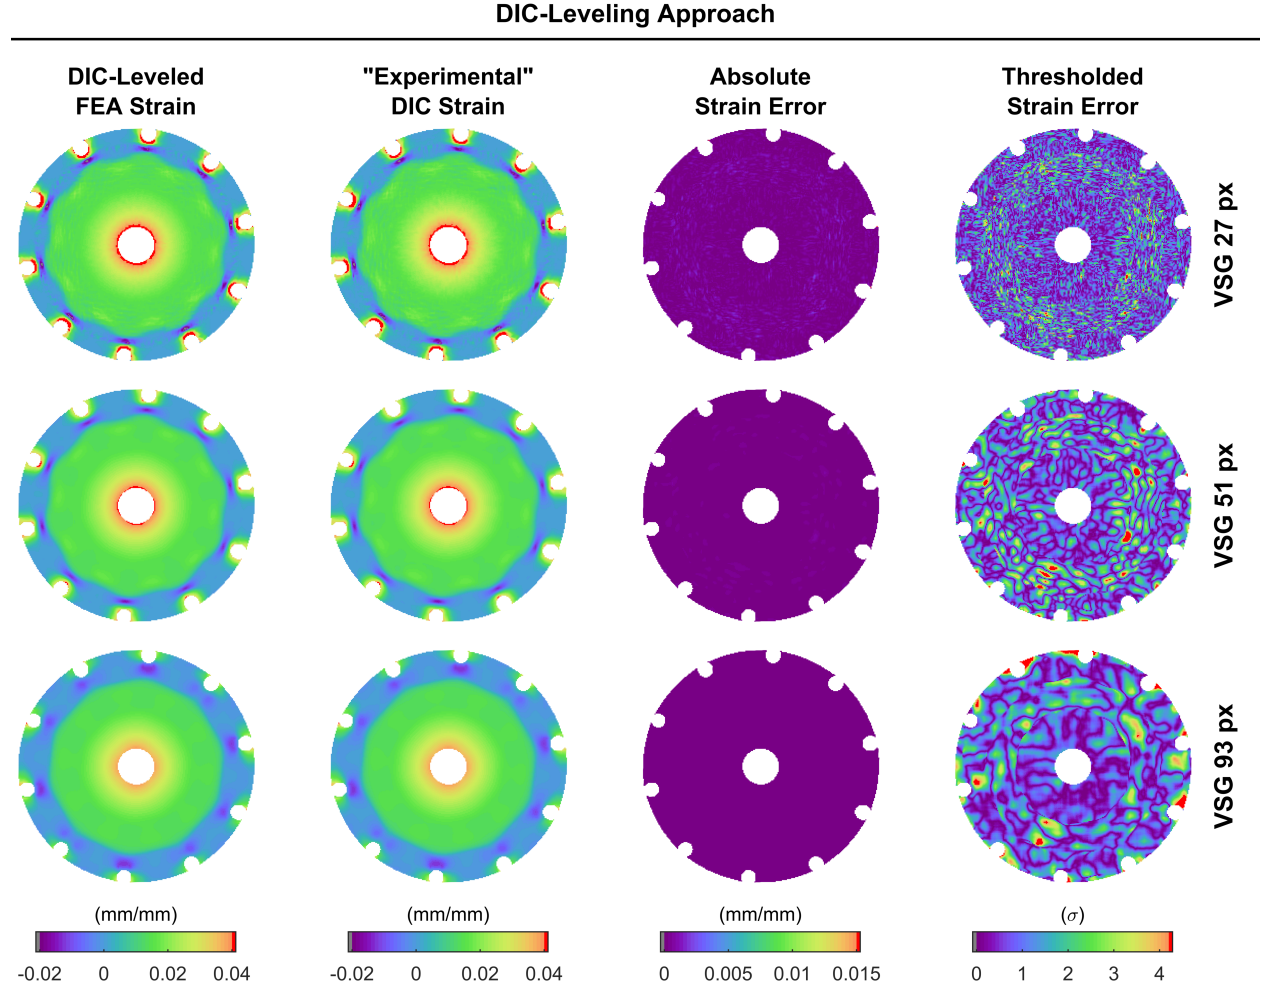 DIC-Leveling Approach
DIC-Leveled
FEA Strain
"Experimental"
DIC Strain
Absolute
Strain Error
Thresholded
Strain Error
VSG 27 px
VSG 51 px
VSG 93 px
(mm/mm)
-0.02 0 0.02 0.04
(mm/mm)
-0.02 0 0.02 0.04
(mm/mm)
0 0.005 0.010 0.015
(σ)
0 1 2 3 4